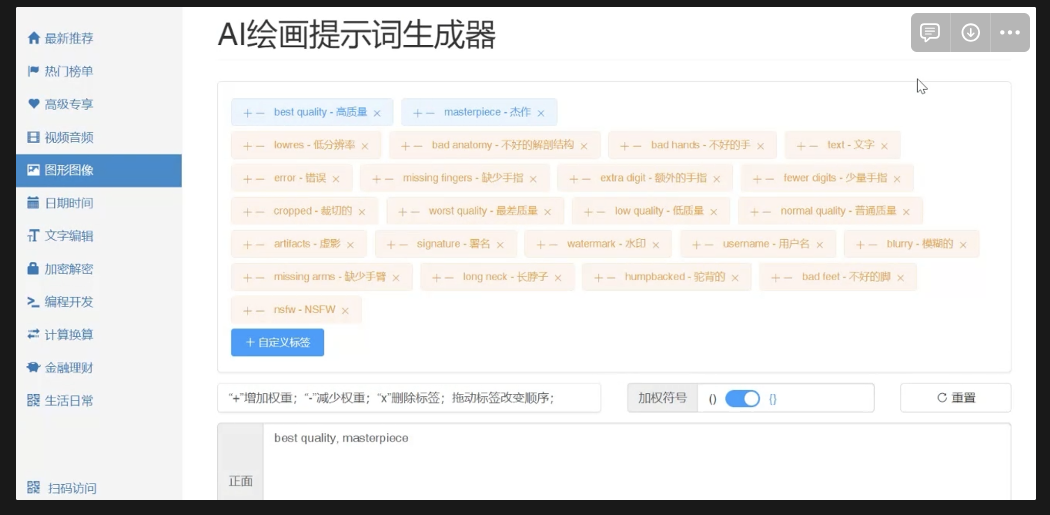 AI绘画提示词生成器
最新推荐
热门榜单
高级专享
视频音频
图形图像
日期时间
文字编辑
加密解密
编程开发
计算换算
金融理财
生活日常
扫码访问
+ − best quality - 高质量 × + − masterpiece - 杰作 ×
+ − lowres - 低分辨率 × + − bad anatomy - 不好的解剖结构 × + − bad hands - 不好的手 × + − text - 文字 ×
+ − error - 错误 × + − missing fingers - 缺少手指 × + − extra digit - 额外的手指 × + − fewer digits - 少量手指 ×
+ − cropped - 裁切的 × + − worst quality - 最差质量 × + − low quality - 低质量 × + − normal quality - 普通质量 ×
+ − artifacts - 虚影 × + − signature - 署名 × + − watermark - 水印 × + − username - 用户名 × + − blurry - 模糊的 ×
+ − missing arms - 缺少手臂 × + − long neck - 长脖子 × + − humpbacked - 驼背的 × + − bad feet - 不好的脚 ×
+ − nsfw - NSFW ×
+ 自定义标签
“+”增加权重；“-”减少权重；“x”删除标签；拖动标签改变顺序； 加权符号 () {} 重置
best quality, masterpiece
正面